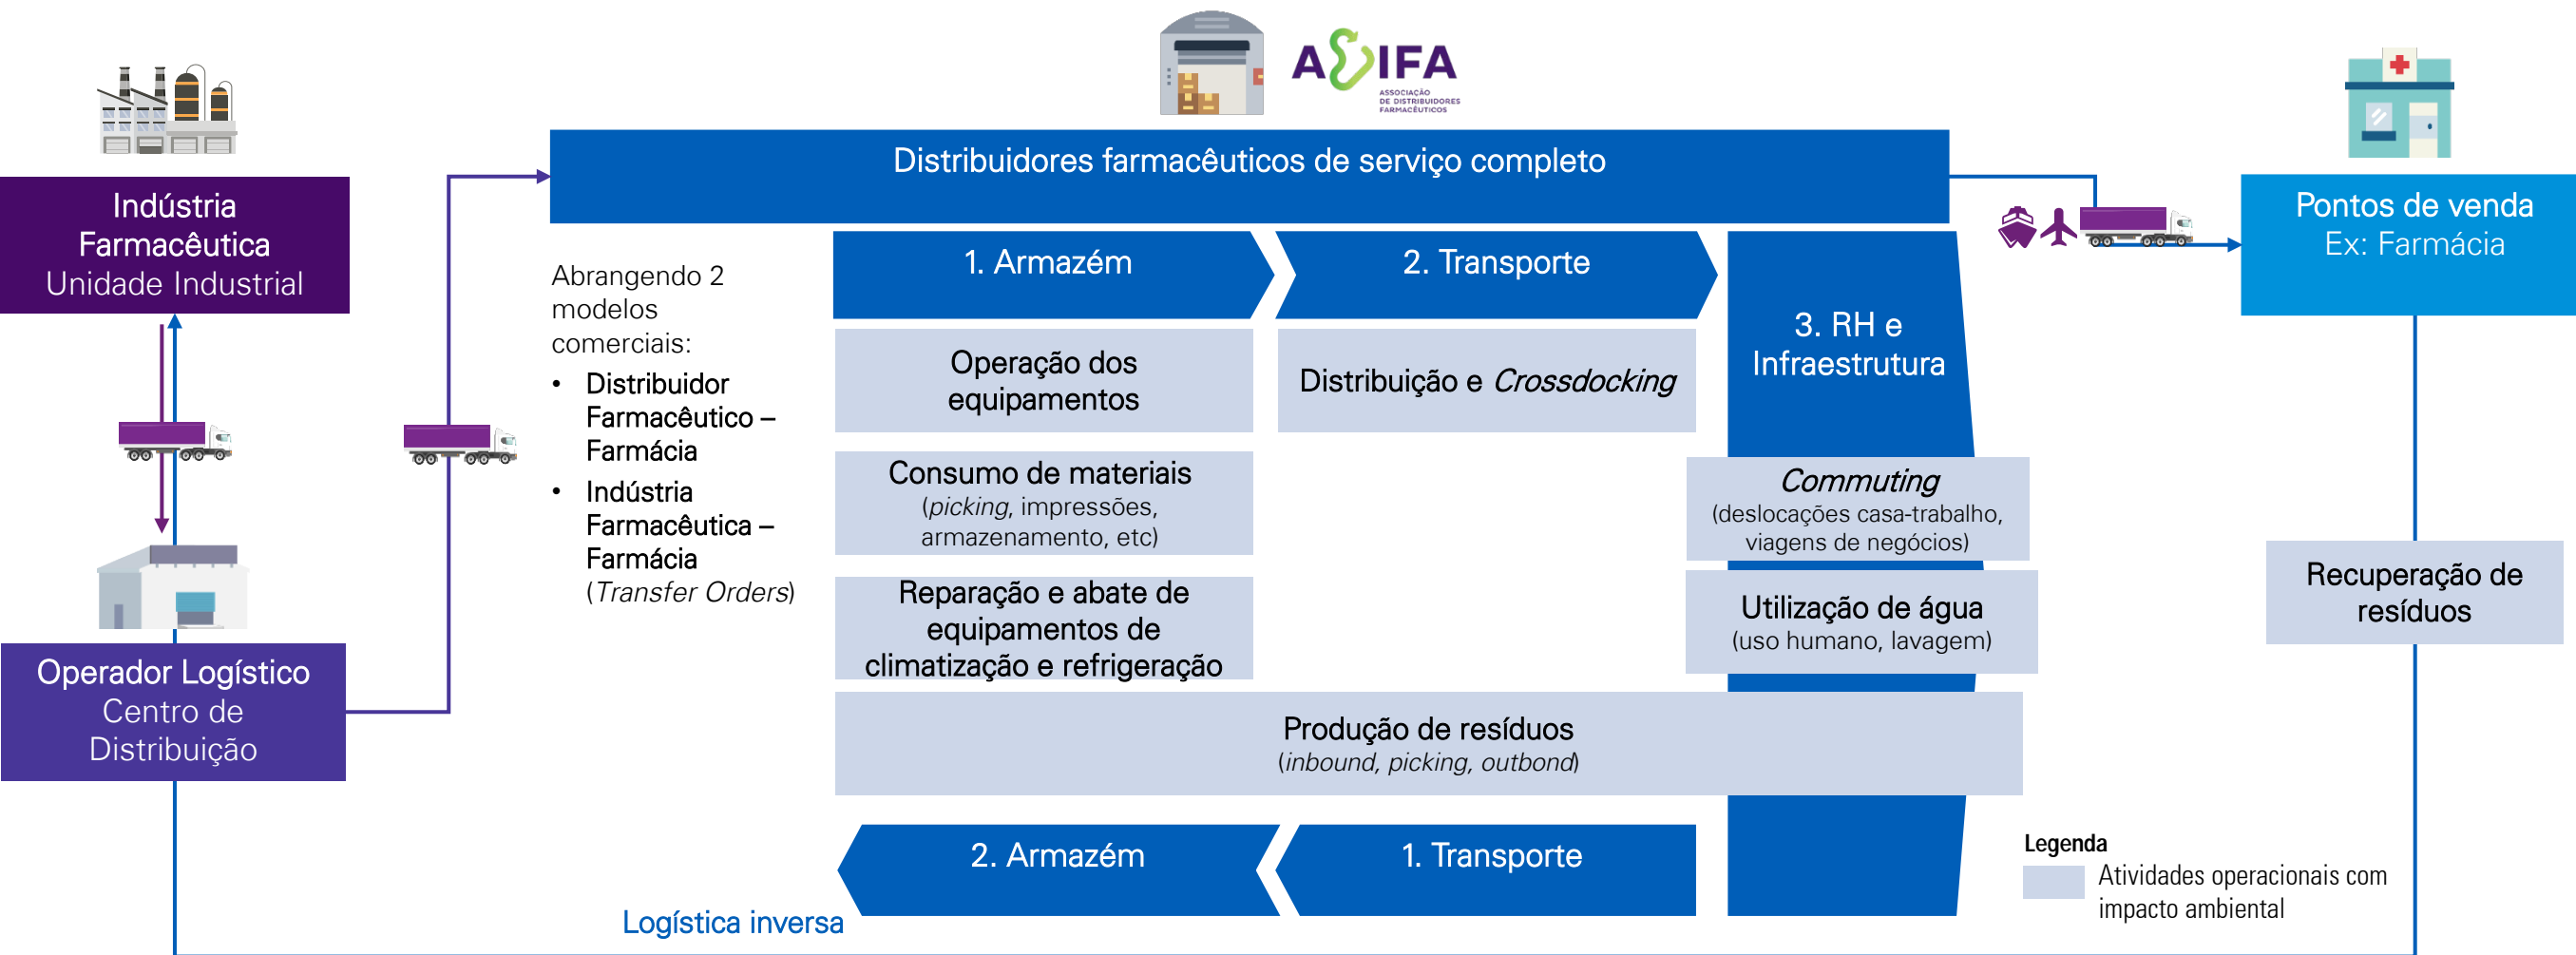 ADIFA
ASSOCIAÇÃO
DE DISTRIBUIDORES
FARMACÊUTICOS
Indústria
Farmacêutica
Unidade Industrial
Operador Logístico
Centro de
Distribuição
Distribuidores farmacêuticos de serviço completo
Abrangendo 2
modelos
comerciais:
• Distribuidor
Farmacêutico –
Farmácia
• Indústria
Farmacêutica –
Farmácia
(Transfer Orders)
1. Armazém
2. Transporte
3. RH e
Infraestrutura
Operação dos
equipamentos
Distribuição e Crossdocking
Consumo de materiais
(picking, impressões,
armazenamento, etc)
Commuting
(deslocações casa-trabalho,
viagens de negócios)
Reparação e abate de
equipamentos de
climatização e refrigeração
Utilização de água
(uso humano, lavagem)
Produção de resíduos
(inbound, picking, outbond)
2. Armazém
1. Transporte
Logística inversa
Pontos de venda
Ex: Farmácia
Recuperação de
resíduos
Legenda
Atividades operacionais com
impacto ambiental